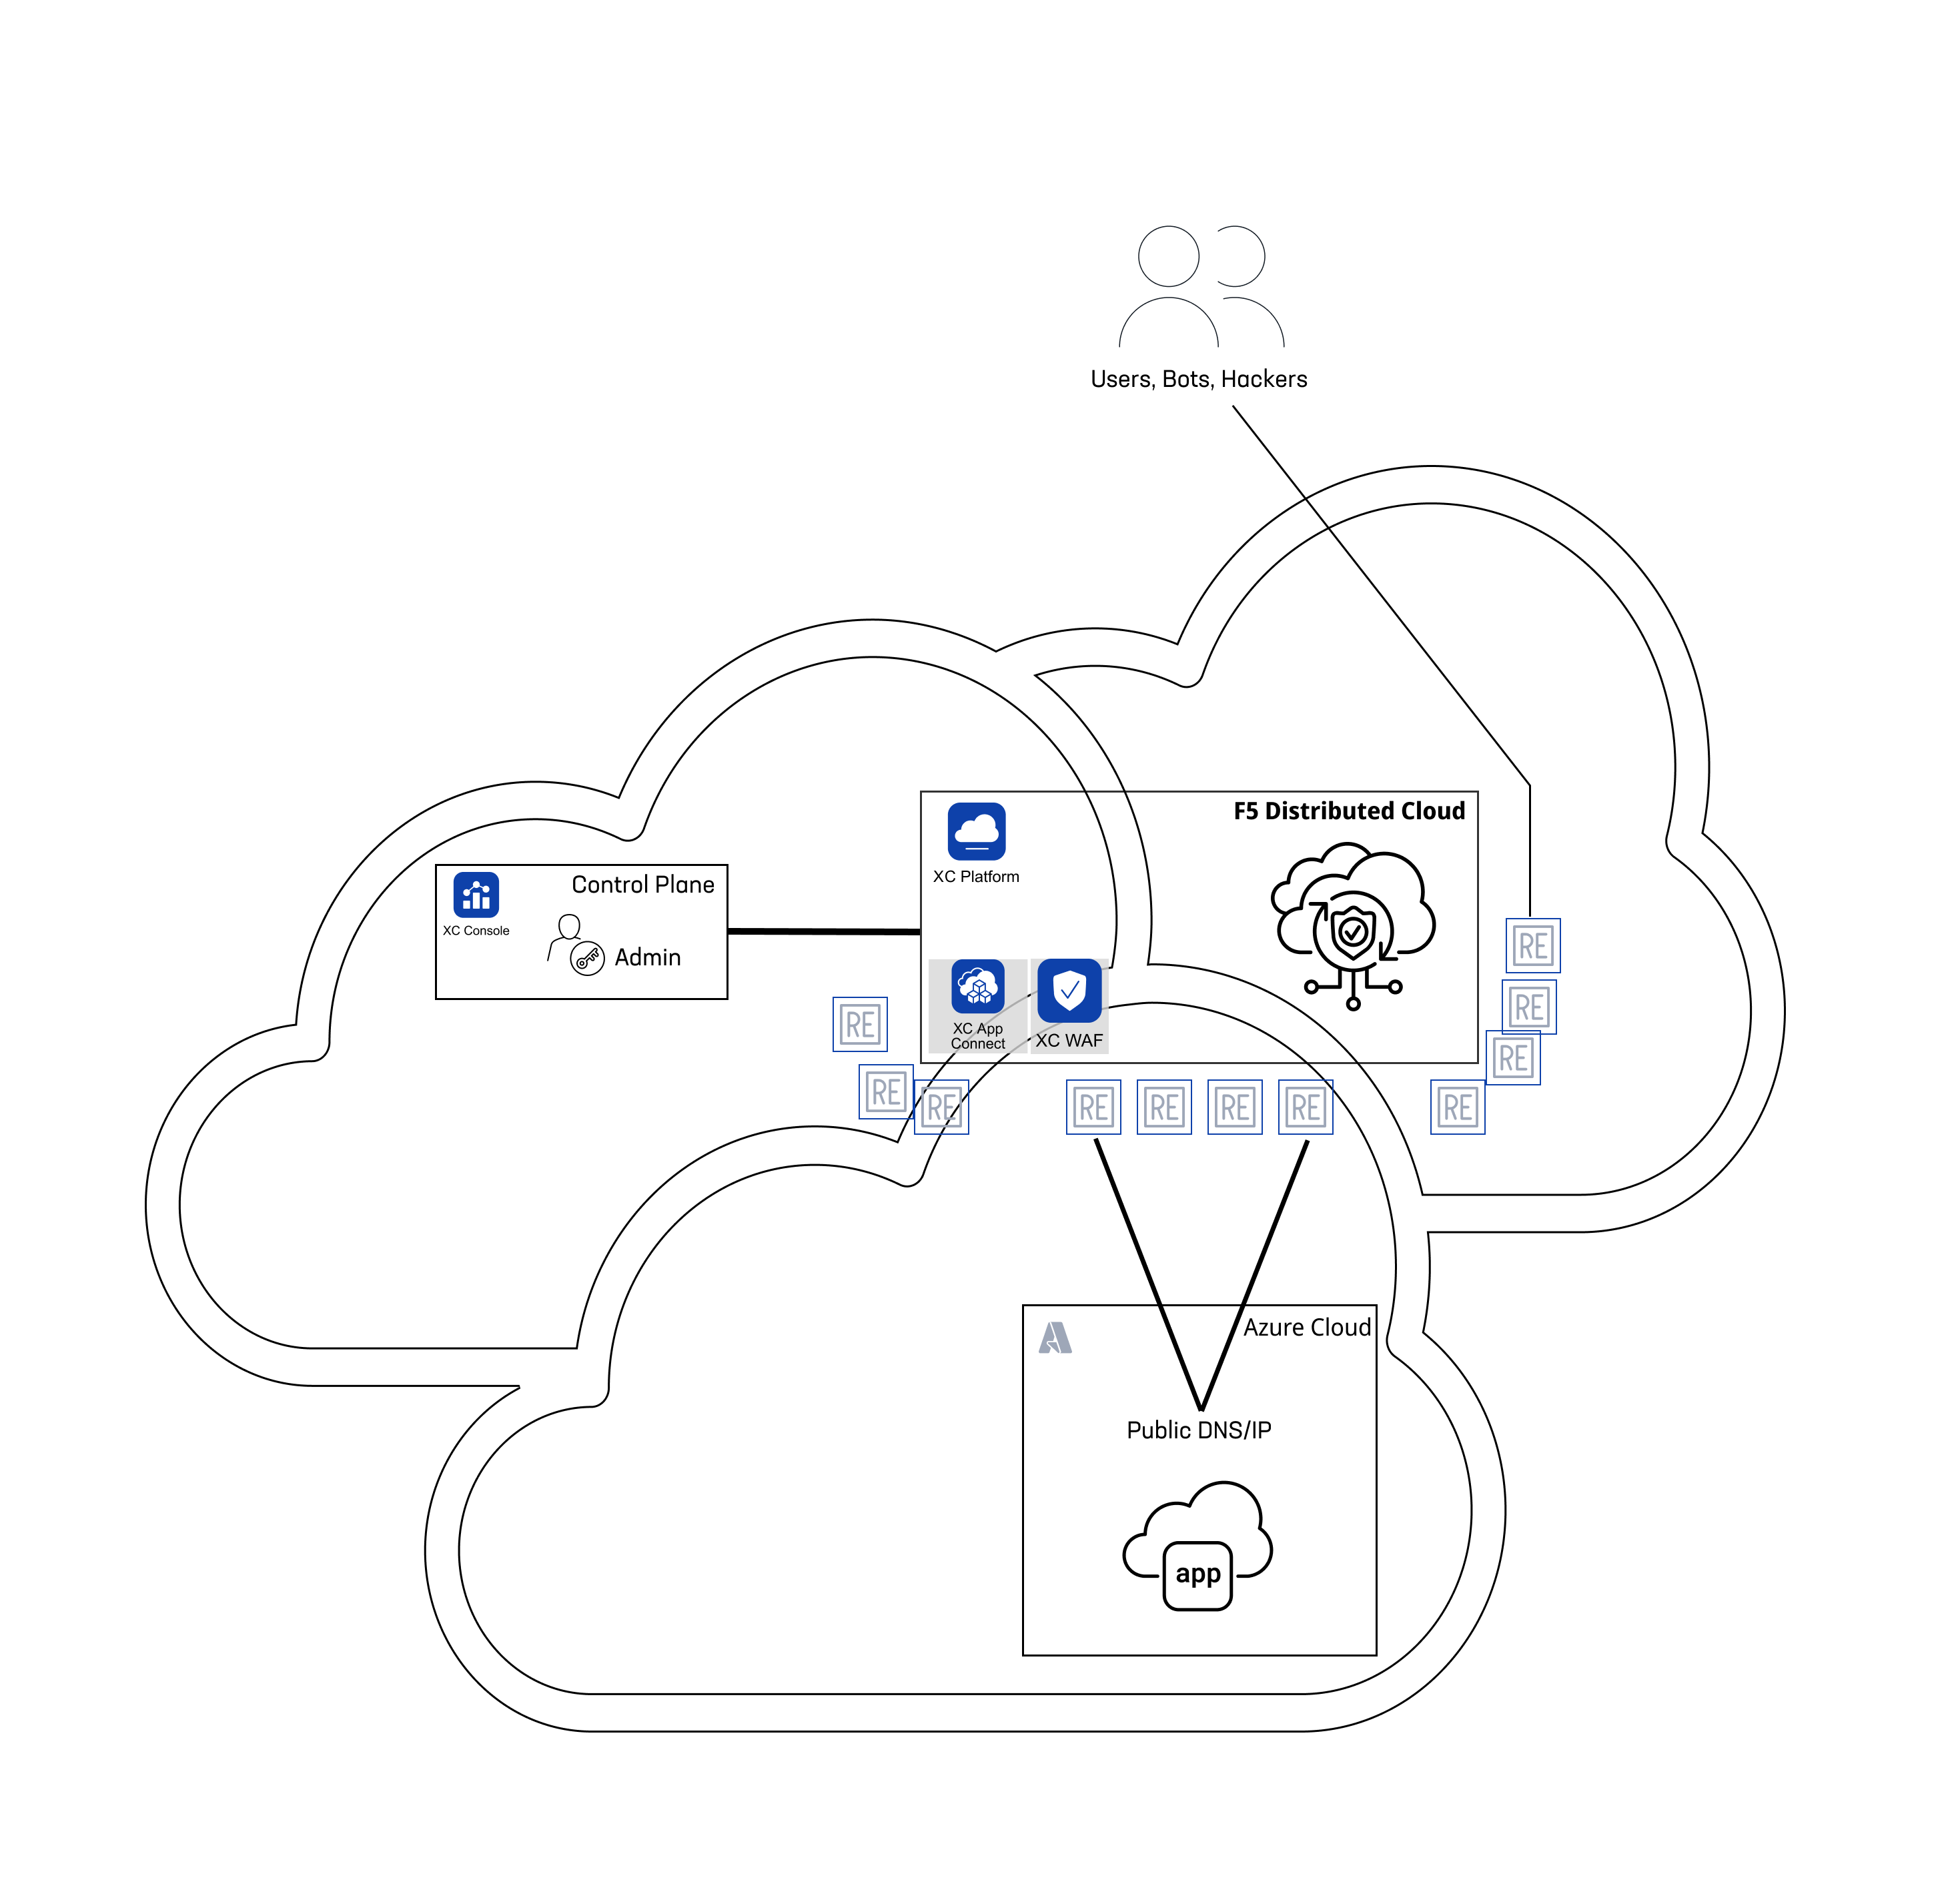 Users, Bots, Hackers
F5 Distributed Cloud
XC Platform
Control Plane
XC Console
Admin
XC App
Connect
XC WAF
RE
RE
RE
RE
RE
RE
RE
RE
RE
RE
RE
Azure Cloud
Public DNS/IP
app